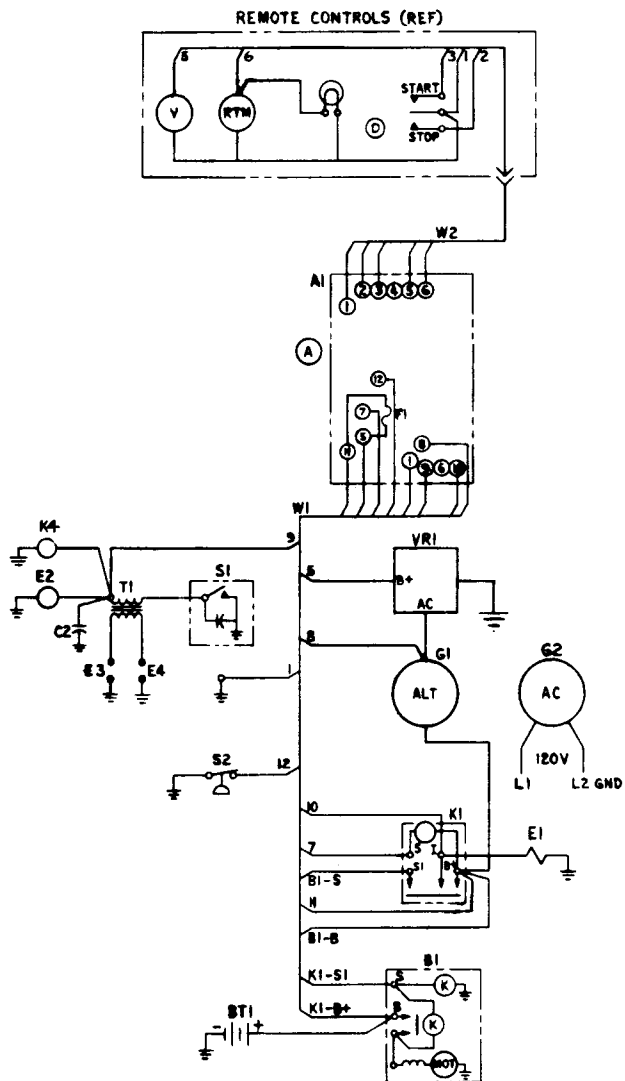 REMOTE CONTROLS (REF)
5 6 3 1 2
START
V RTM D
STOP
W2
A1
2 3 4 5 6
1
A
12
7 F1
5 8
11 1 9 6 10
W1
9
K4 VR1
S1 5 B+
E2 T1 K AC
C2 8 G1 G2
E3 E4 1 ALT AC
120V
S2 12 L1 L2 GND
10 K1
7 S I E1
S1 B+
B1-S
11
B1-B
B1
K1-S1 S K
K1-B+ B K
BT1
- +
MOT